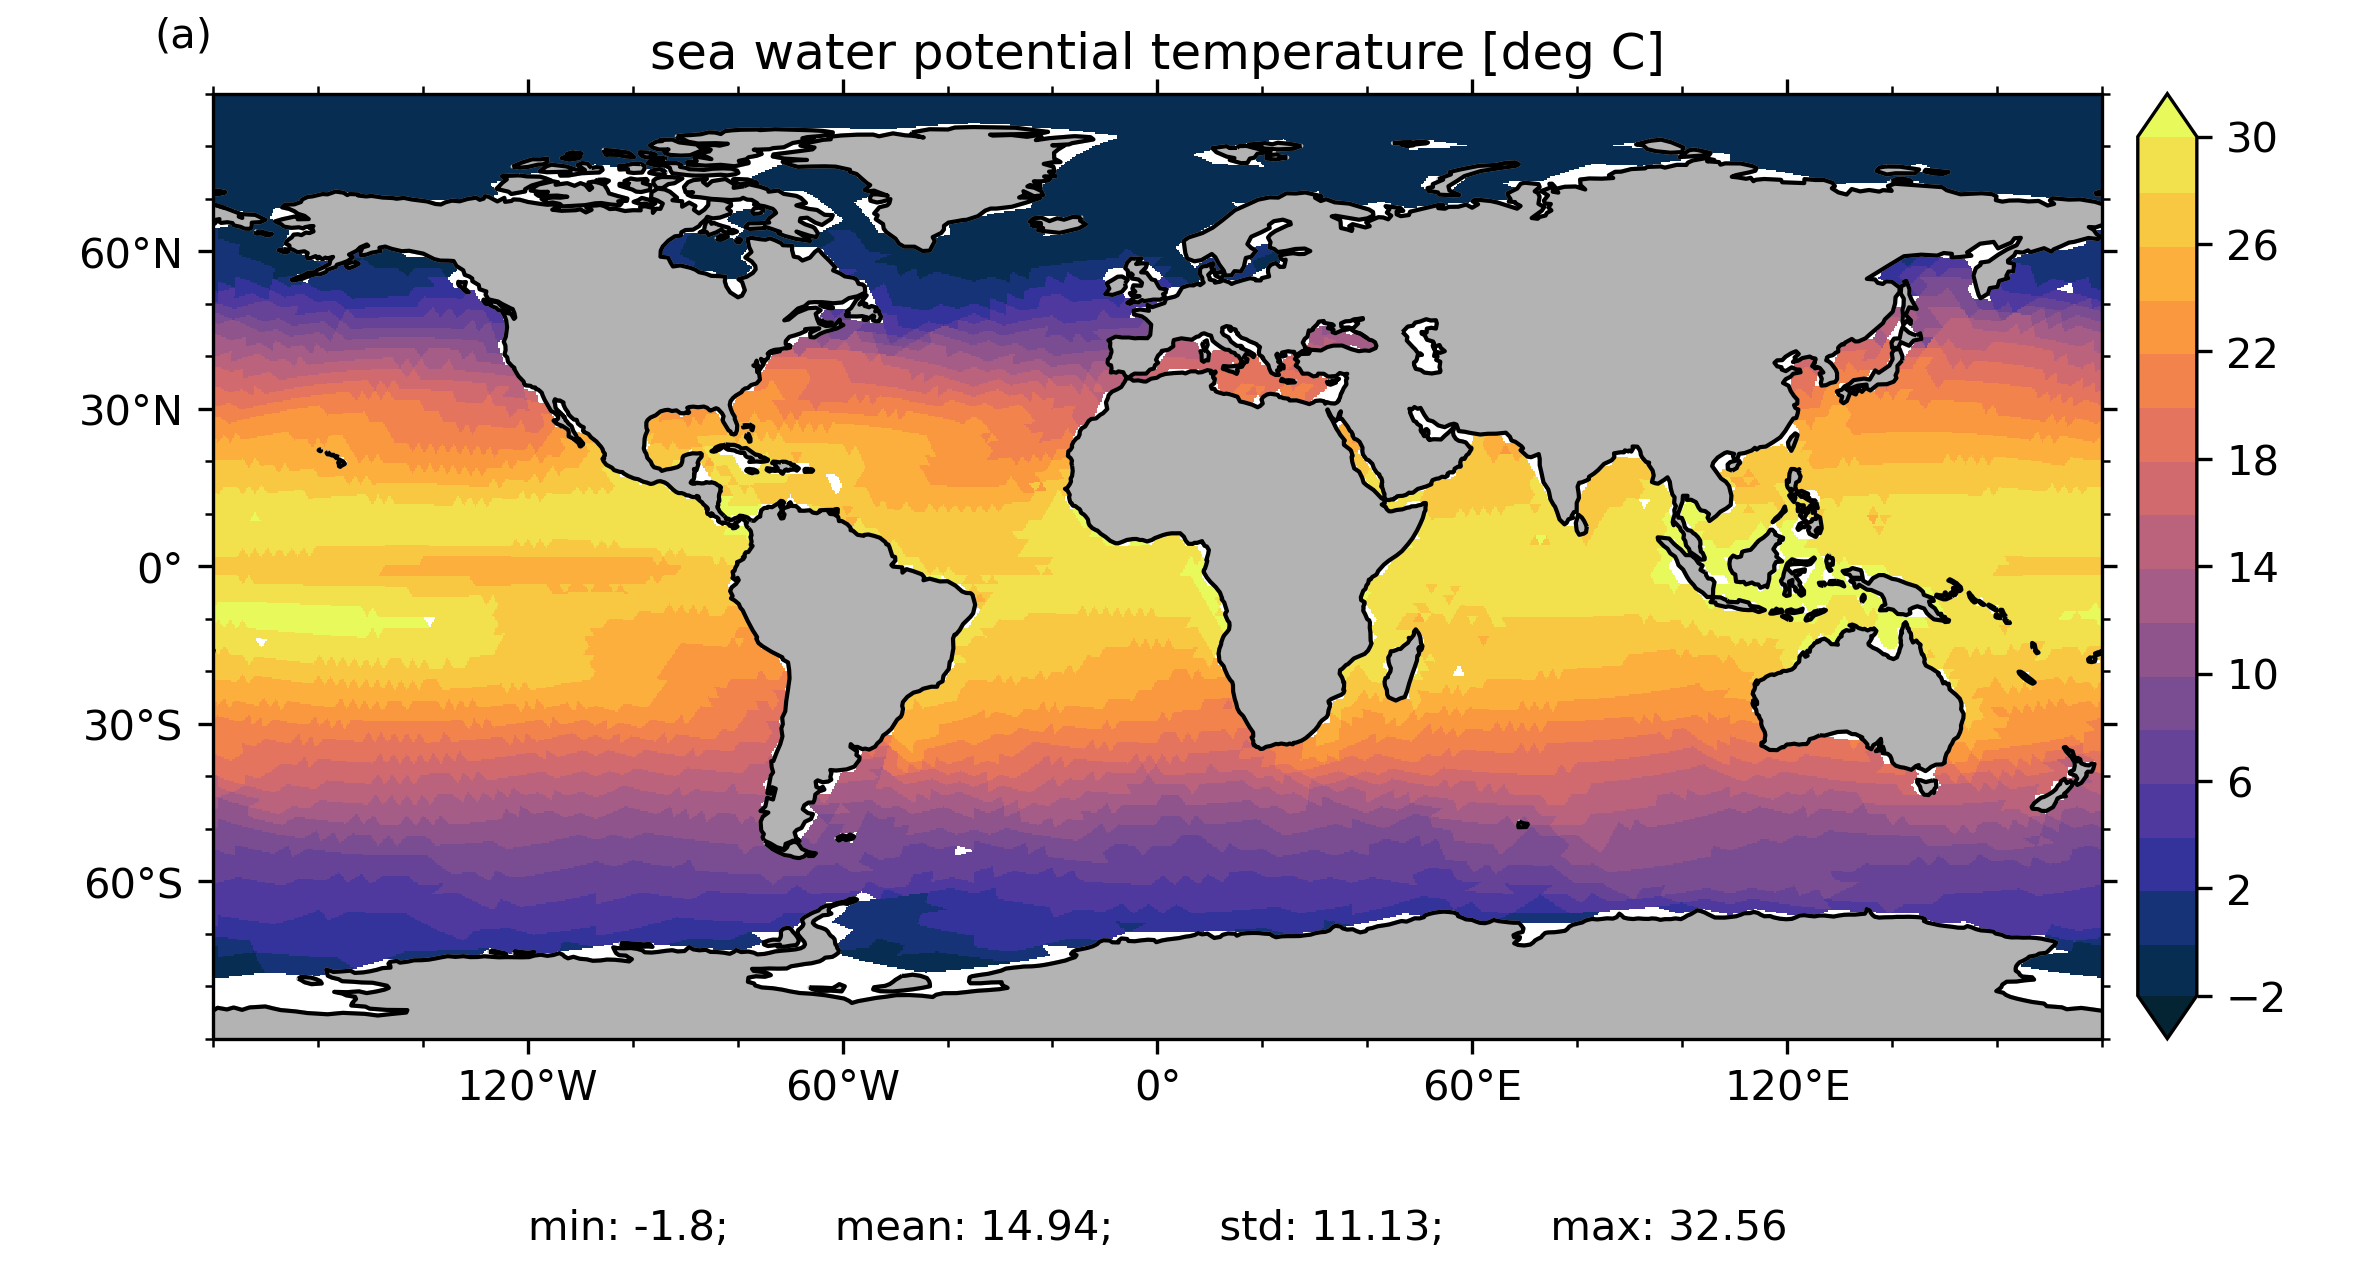 (a)
sea water potential temperature [deg C]
60°N
30°N
0°
30°S
60°S
120°W 60°W 0° 60°E 120°E
30
26
22
18
14
10
6
2
−2
min: -1.8; mean: 14.94; std: 11.13; max: 32.56